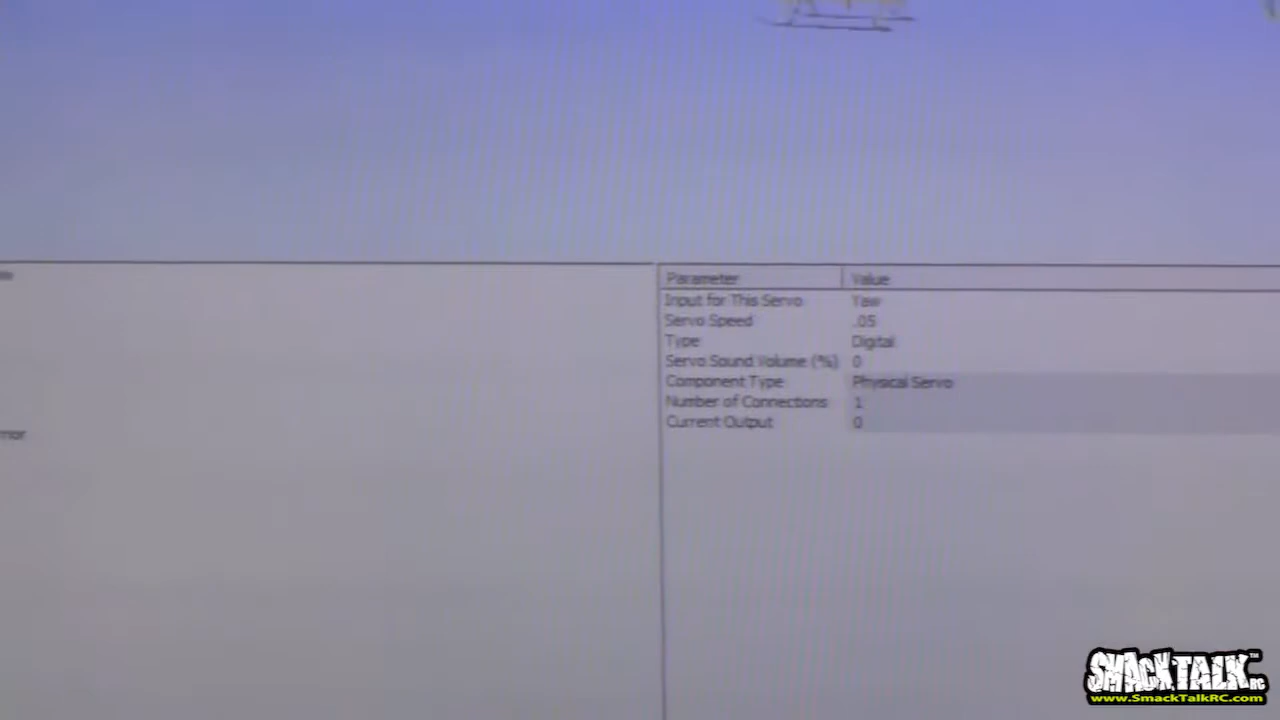 Parameter Value
Input for This Servo Yaw
Servo Speed .05
Type Digital
Servo Sound Volume (%) 0
Component Type Physical Servo
Number of Connections 1
Current Output 0
SMACKTALK RC ™
www.SmackTalkRC.com